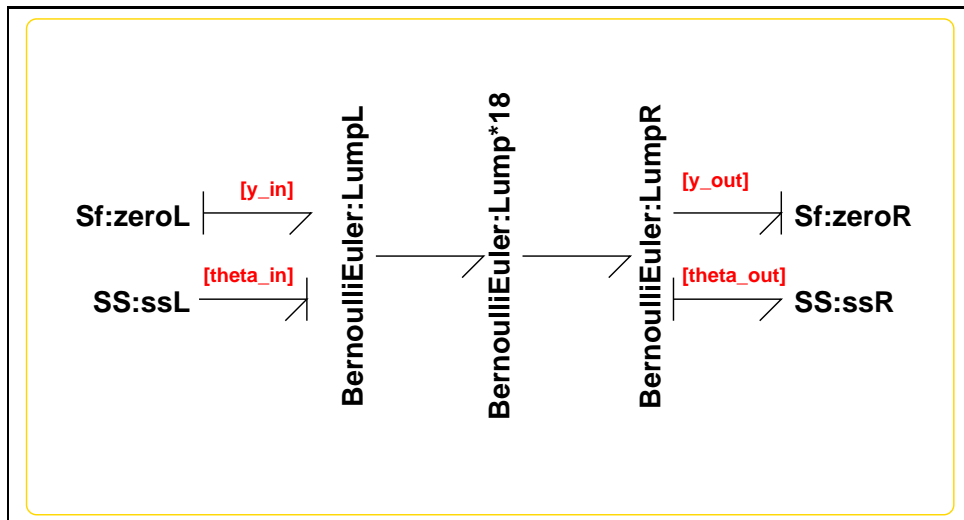 [y_in]
Sf:zeroL
[theta_in]
SS:ssL
BernoulliEuler:LumpL
BernoulliEuler:Lump*18
BernoulliEuler:LumpR
[y_out]
Sf:zeroR
[theta_out]
SS:ssR